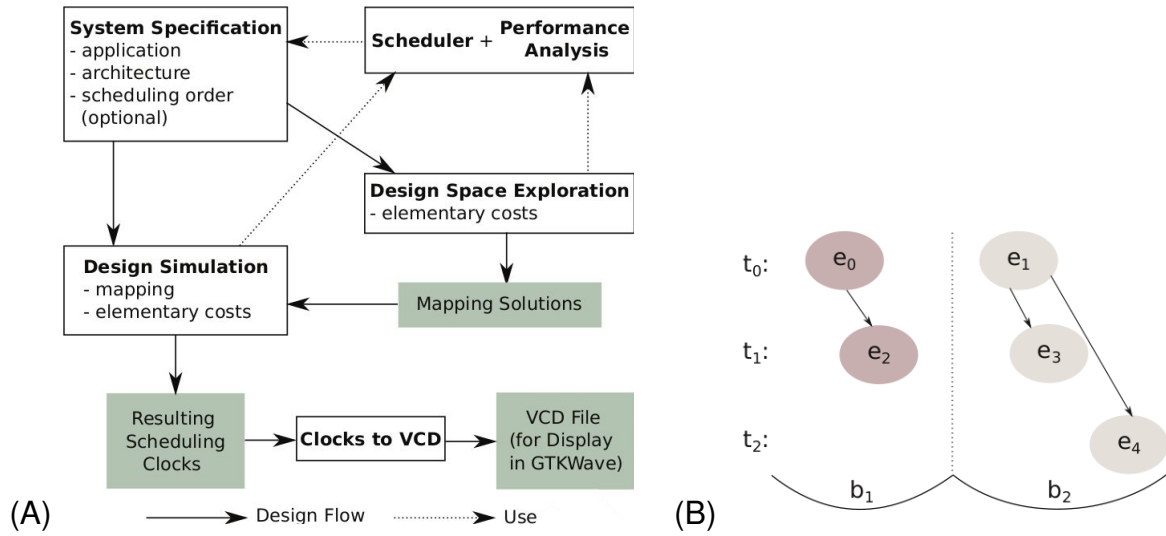 System Specification
- application
- architecture
- scheduling order
(optional)
Scheduler + Performance
Analysis
Design Space Exploration
- elementary costs
Design Simulation
- mapping
- elementary costs
Mapping Solutions
Resulting
Scheduling
Clocks
Clocks to VCD
VCD File
(for Display
in GTKWave)
(A)
Design Flow
Use
t0:
e0
e1
t1:
e2
e3
t2:
e4
b1
b2
(B)